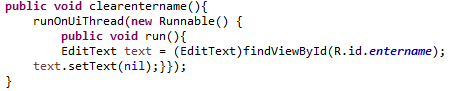 public void clearentername(){
    runOnUiThread(new Runnable() {
        public void run(){
        EditText text = (EditText)findViewById(R.id.entername);
    text.setText(nil);}});
}